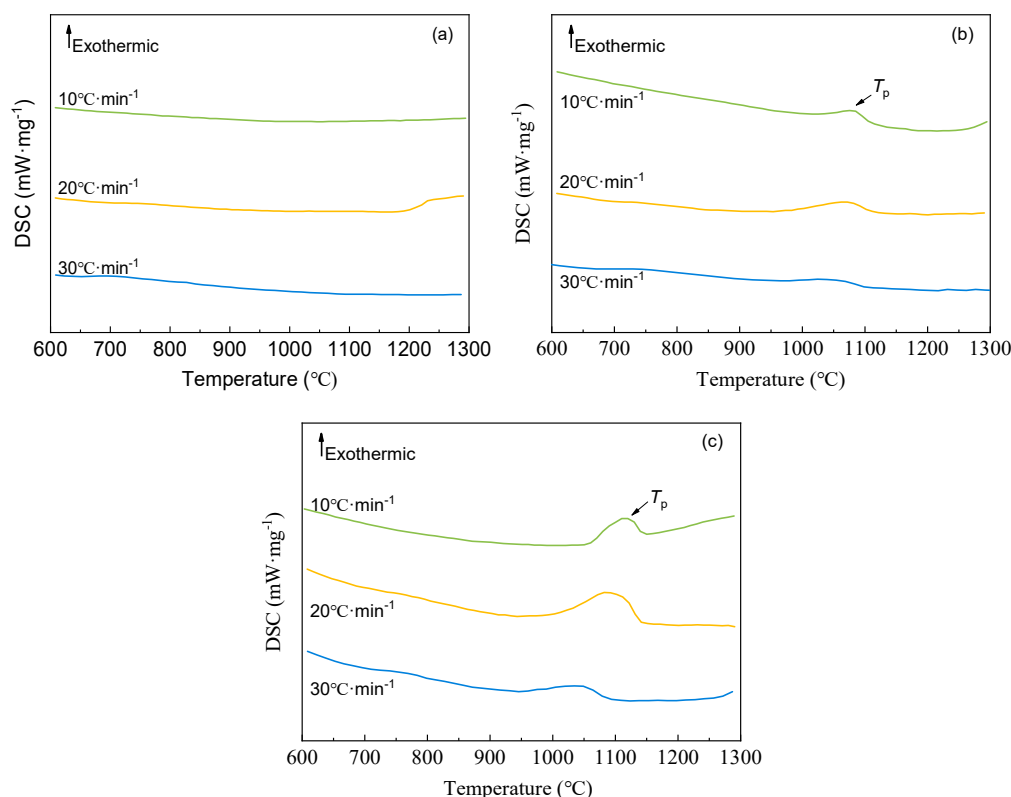 Exothermic
(a)
10℃·min-1
20℃·min-1
30℃·min-1
DSC (mW·mg-1)
600 700 800 900 1000 1100 1200 1300
Temperature (℃)
Exothermic
(b)
Tp
10℃·min-1
20℃·min-1
30℃·min-1
DSC (mW·mg-1)
600 700 800 900 1000 1100 1200 1300
Temperature (℃)
Exothermic
(c)
Tp
10℃·min-1
20℃·min-1
30℃·min-1
DSC (mW·mg-1)
600 700 800 900 1000 1100 1200 1300
Temperature (℃)